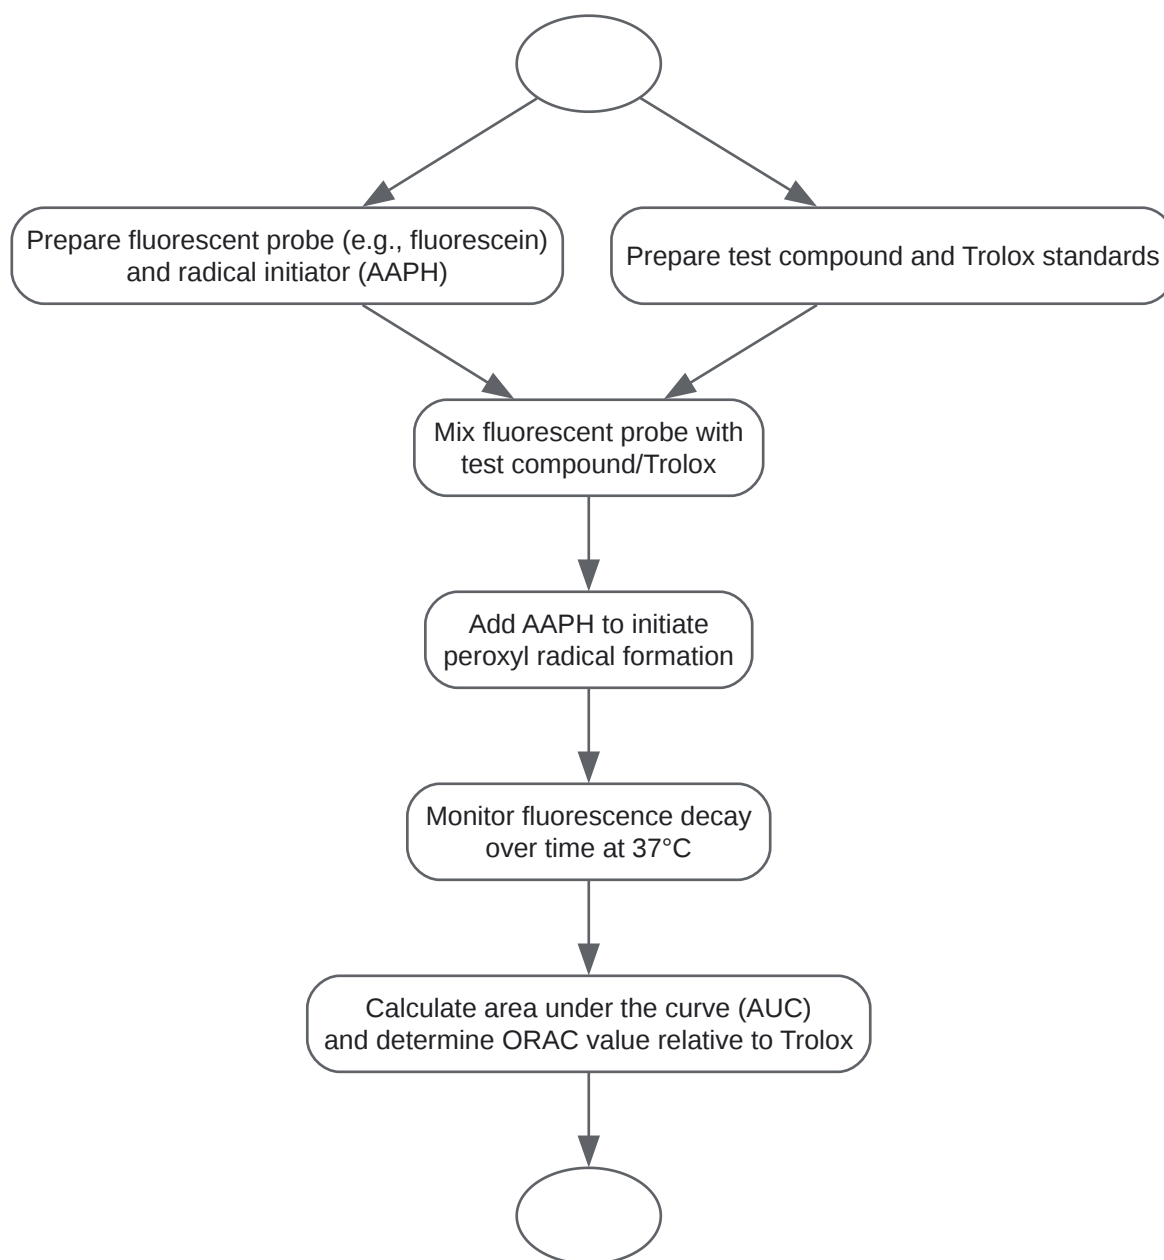 Prepare fluorescent probe (e.g., fluorescein)
and radical initiator (AAPH)
Prepare test compound and Trolox standards
Mix fluorescent probe with
test compound/Trolox
Add AAPH to initiate
peroxyl radical formation
Monitor fluorescence decay
over time at 37°C
Calculate area under the curve (AUC)
and determine ORAC value relative to Trolox